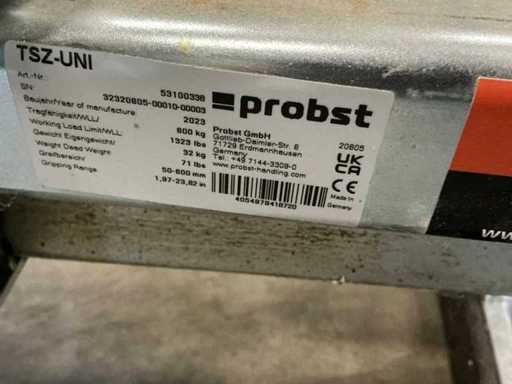 TSZ-UNI
Art.-Nr.: 53100336
SN: 32320805-00010-00003
Baujahr/Year of manufacture: 2023
Tragfähigkeit/WLL/ 600 kg
Working Load Limit/WLL: 1323 lbs
Gewicht Eigengewicht/ 32 kg
Weight Dead Weight: 71 lbs
Greifbereich/ 50-600 mm
Gripping Range: 1,97-23,62 in
probst
Probst GmbH
Gottlieb-Daimler-Str. 6
71729 Erdmannhausen
Germany
Tel.: +49 7144-3309-0
www.probst-handling.com
4054979418720
20805
UK
CA
CE
Made in
Germany
www.